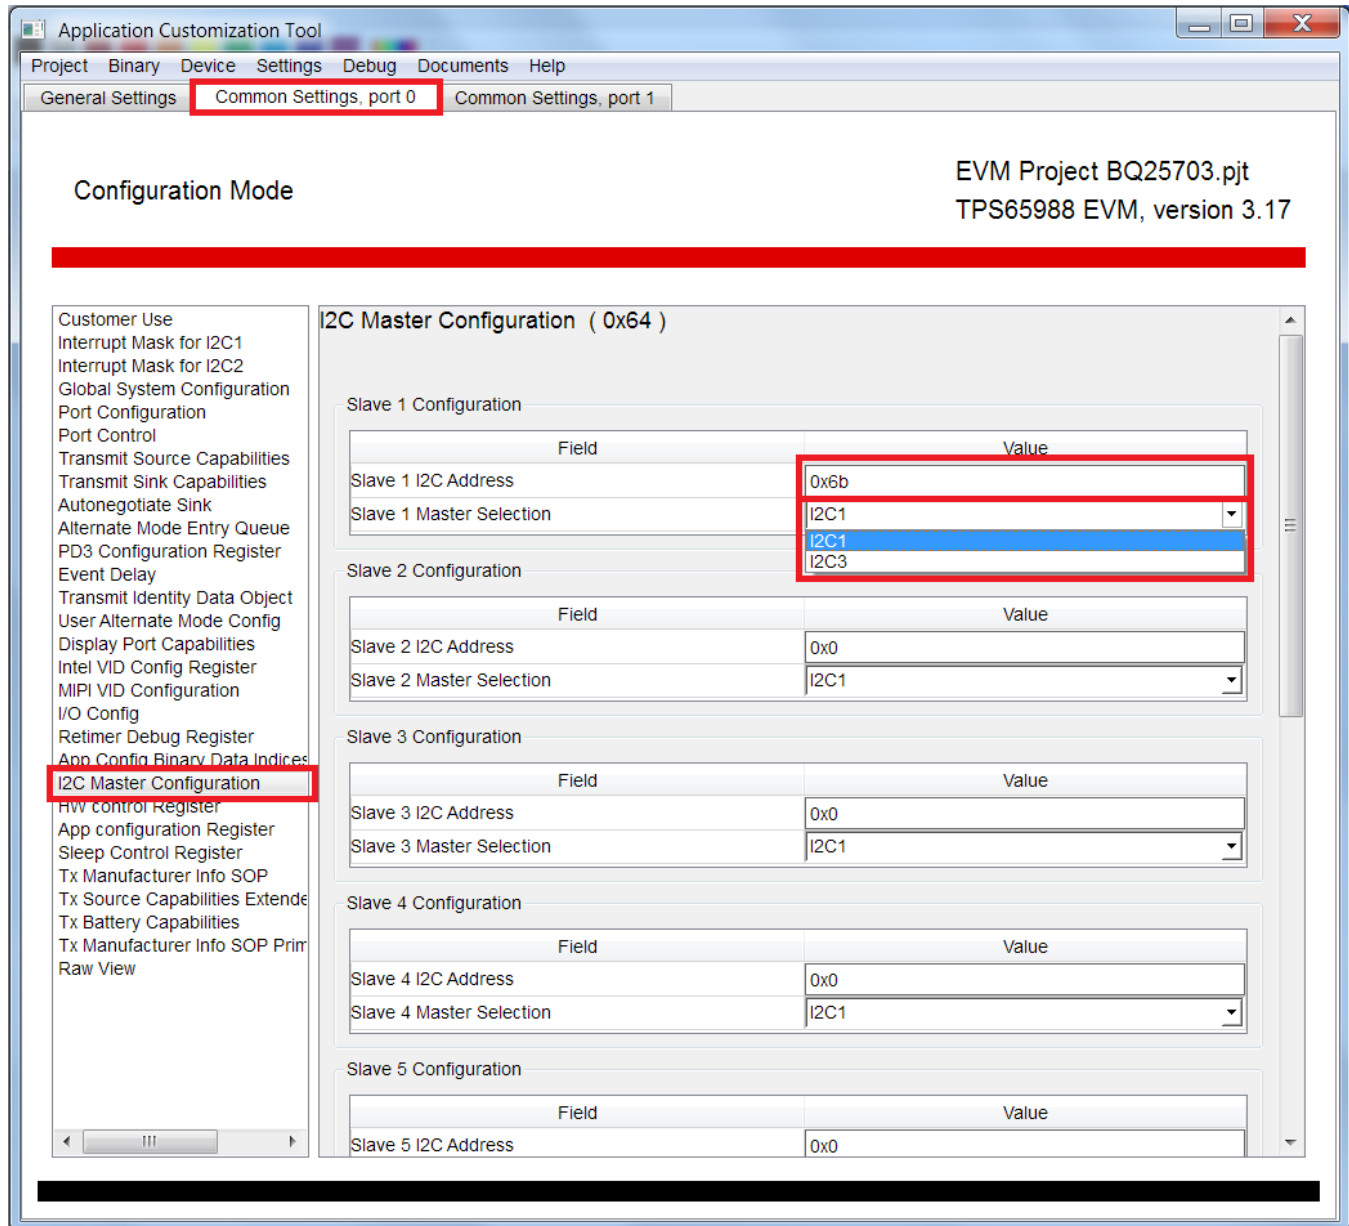 Application Customization Tool
Project Binary Device Settings Debug Documents Help
General Settings Common Settings, port 0 Common Settings, port 1
Configuration Mode
EVM Project BQ25703.pjt
TPS65988 EVM, version 3.17
Customer Use
Interrupt Mask for I2C1
Interrupt Mask for I2C2
Global System Configuration
Port Configuration
Port Control
Transmit Source Capabilities
Transmit Sink Capabilities
Autonegotiate Sink
Alternate Mode Entry Queue
PD3 Configuration Register
Event Delay
Transmit Identity Data Object
User Alternate Mode Config
Display Port Capabilities
Intel VID Config Register
MIPI VID Configuration
I/O Config
Retimer Debug Register
App Config Binary Data Indices
I2C Master Configuration
HW control Register
App configuration Register
Sleep Control Register
Tx Manufacturer Info SOP
Tx Source Capabilities Extende
Tx Battery Capabilities
Tx Manufacturer Info SOP Prim
Raw View
I2C Master Configuration ( 0x64 )
Slave 1 Configuration
Field Value
Slave 1 I2C Address 0x6b
Slave 1 Master Selection I2C1
I2C1
I2C3
Slave 2 Configuration
Field Value
Slave 2 I2C Address 0x0
Slave 2 Master Selection I2C1
Slave 3 Configuration
Field Value
Slave 3 I2C Address 0x0
Slave 3 Master Selection I2C1
Slave 4 Configuration
Field Value
Slave 4 I2C Address 0x0
Slave 4 Master Selection I2C1
Slave 5 Configuration
Field Value
Slave 5 I2C Address 0x0